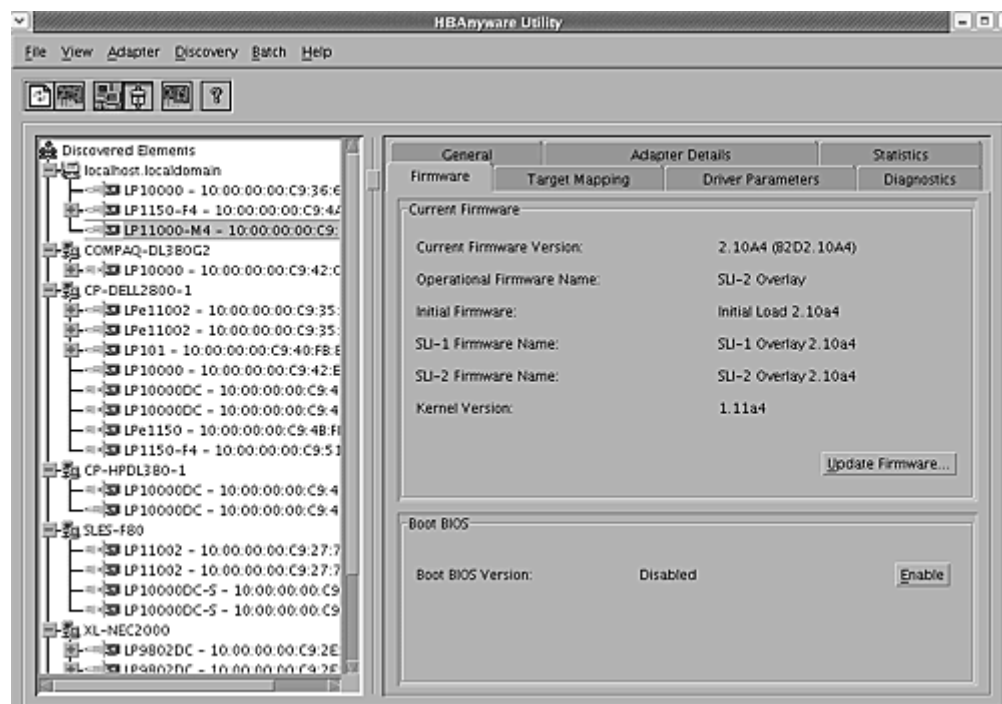 HBAnyware Utility
File View Adapter Discovery Batch Help
Discovered Elements
localhost.localdomain
LP10000 - 10:00:00:00:C9:36:6
LP1150-F4 - 10:00:00:00:C9:4A
LP11000-M4 - 10:00:00:00:C9:
COMPAQ-DL380G2
LP10000 - 10:00:00:00:C9:42:C
CP-DELL2800-1
LPe11002 - 10:00:00:00:C9:35:
LPe11002 - 10:00:00:00:C9:35:
LP101 - 10:00:00:00:C9:40:FB:E
LP10000 - 10:00:00:00:C9:42:E
LP10000DC - 10:00:00:00:C9:4
LP10000DC - 10:00:00:00:C9:4
LPe1150 - 10:00:00:00:C9:4B:FI
LP1150-F4 - 10:00:00:00:C9:51
CP-HPDL380-1
LP10000DC - 10:00:00:00:C9:4
LP10000DC - 10:00:00:00:C9:4
SLES-F80
LP11002 - 10:00:00:00:C9:27:7
LP11002 - 10:00:00:00:C9:27:7
LP10000DC-S - 10:00:00:00:C9
LP10000DC-S - 10:00:00:00:C9
XL-NEC2000
LP9802DC - 10:00:00:00:C9:2E:
LP9802DC - 10:00:00:00:C9:2E
General Adapter Details Statistics
Firmware Target Mapping Driver Parameters Diagnostics
Current Firmware
Current Firmware Version: 2.10A4 (B2D2.10A4)
Operational Firmware Name: SLI-2 Overlay
Initial Firmware: Initial Load 2.10a4
SLI-1 Firmware Name: SLI-1 Overlay 2.10a4
SLI-2 Firmware Name: SLI-2 Overlay 2.10a4
Kernel Version: 1.11a4
Update Firmware...
Boot BIOS
Boot BIOS Version: Disabled Enable